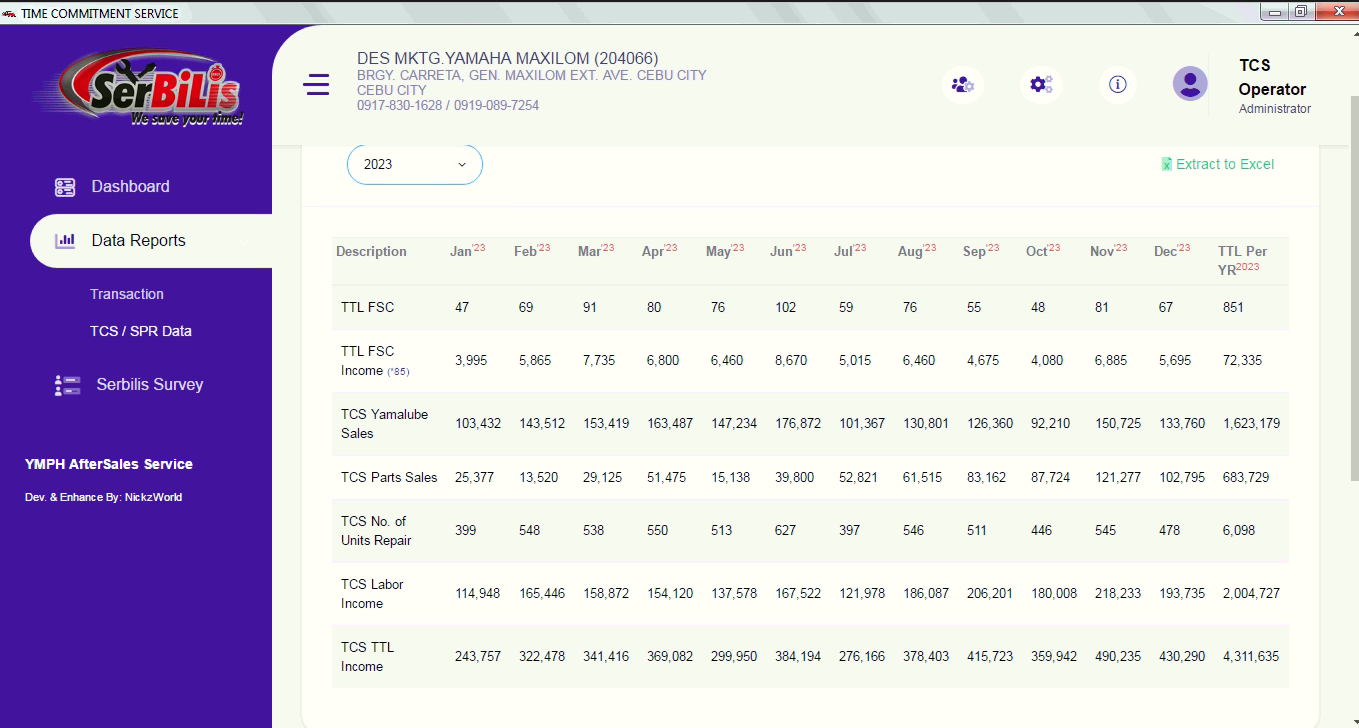 TIME COMMITMENT SERVICE
SerBiLis
We save your time!
DES MKTG.YAMAHA MAXILOM (204066)
BRGY. CARRETA, GEN. MAXILOM EXT. AVE. CEBU CITY
CEBU CITY
0917-830-1628 / 0919-089-7254
TCS
Operator
Administrator
Dashboard
Data Reports
Transaction
TCS / SPR Data
Serbilis Survey
YMPH AfterSales Service
Dev. & Enhance By: NickzWorld
2023
Extract to Excel
Description Jan'23 Feb'23 Mar'23 Apr'23 May'23 Jun'23 Jul'23 Aug'23 Sep'23 Oct'23 Nov'23 Dec'23 TTL Per
YR2023
TTL FSC 47 69 91 80 76 102 59 76 55 48 81 67 851
TTL FSC
Income (*85) 3,995 5,865 7,735 6,800 6,460 8,670 5,015 6,460 4,675 4,080 6,885 5,695 72,335
TCS Yamalube
Sales 103,432 143,512 153,419 163,487 147,234 176,872 101,367 130,801 126,360 92,210 150,725 133,760 1,623,179
TCS Parts Sales 25,377 13,520 29,125 51,475 15,138 39,800 52,821 61,515 83,162 87,724 121,277 102,795 683,729
TCS No. of
Units Repair 399 548 538 550 513 627 397 546 511 446 545 478 6,098
TCS Labor
Income 114,948 165,446 158,872 154,120 137,578 167,522 121,978 186,087 206,201 180,008 218,233 193,735 2,004,727
TCS TTL
Income 243,757 322,478 341,416 369,082 299,950 384,194 276,166 378,403 415,723 359,942 490,235 430,290 4,311,635